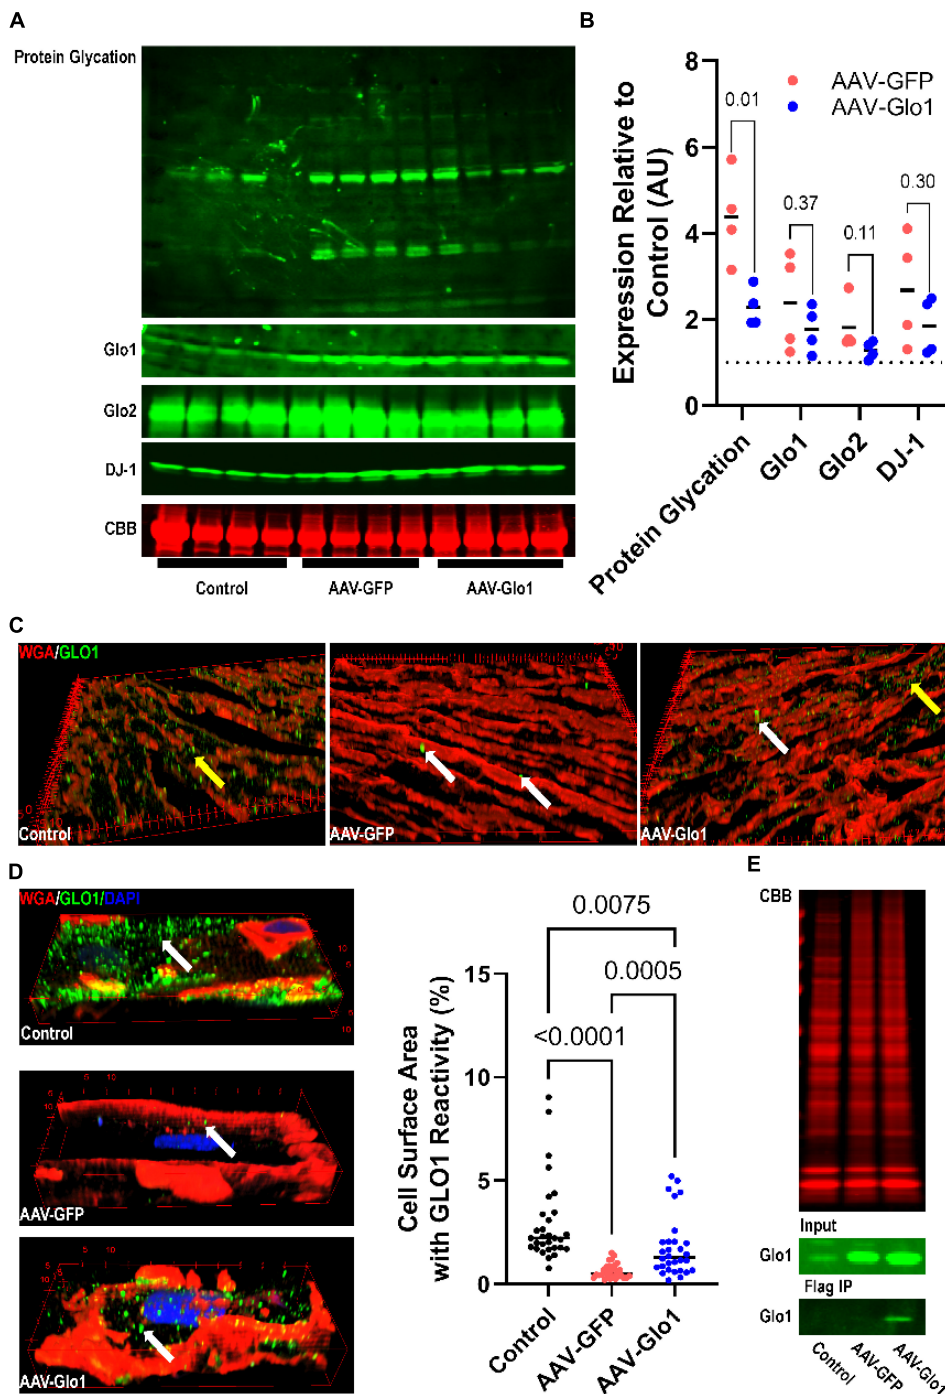 A
Protein Glycation
Glo1
Glo2
DJ-1
CBB
Control AAV-GFP AAV-Glo1
B
Expression Relative to
Control (AU)
8
6
4
2
0
AAV-GFP
AAV-Glo1
0.01
0.37
0.11
0.30
Protein Glycation
Glo1
Glo2
DJ-1
C
WGA/GLO1
Control
AAV-GFP
AAV-Glo1
D
WGA/GLO1/DAPI
Control
AAV-GFP
AAV-Glo1
Cell Surface Area
with GLO1 Reactivity (%)
15
10
5
0
0.0075
0.0005
<0.0001
Control
AAV-GFP
AAV-Glo1
E
CBB
Input
Glo1
Flag IP
Glo1
Control
AAV-GFP
AAV-Glo1